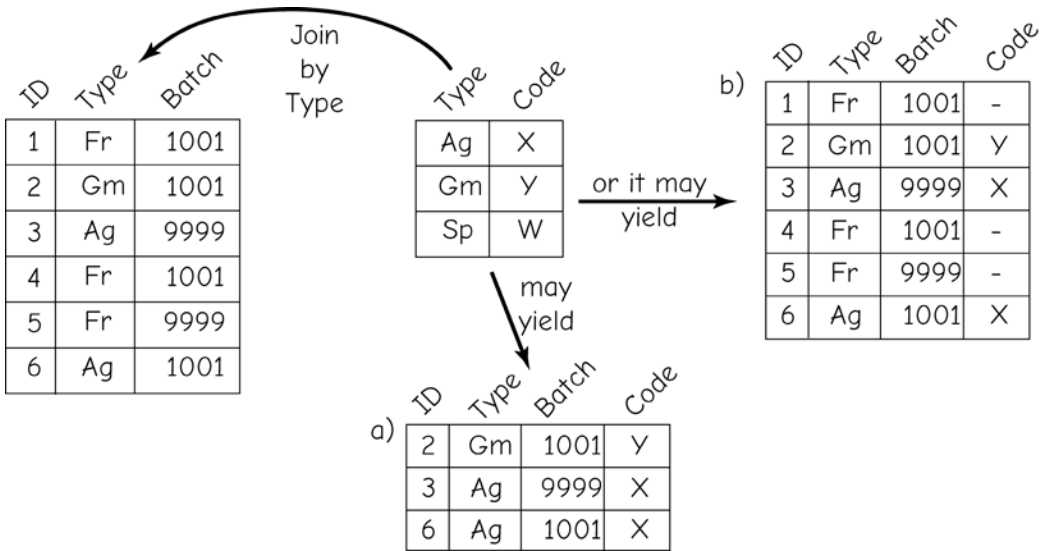 Join
by
Type
ID Type Batch
1 Fr 1001
2 Gm 1001
3 Ag 9999
4 Fr 1001
5 Fr 9999
6 Ag 1001
Type Code
Ag X
Gm Y
Sp W
or it may
yield
b)
ID Type Batch Code
1 Fr 1001 -
2 Gm 1001 Y
3 Ag 9999 X
4 Fr 1001 -
5 Fr 9999 -
6 Ag 1001 X
may
yield
a)
ID Type Batch Code
2 Gm 1001 Y
3 Ag 9999 X
6 Ag 1001 X